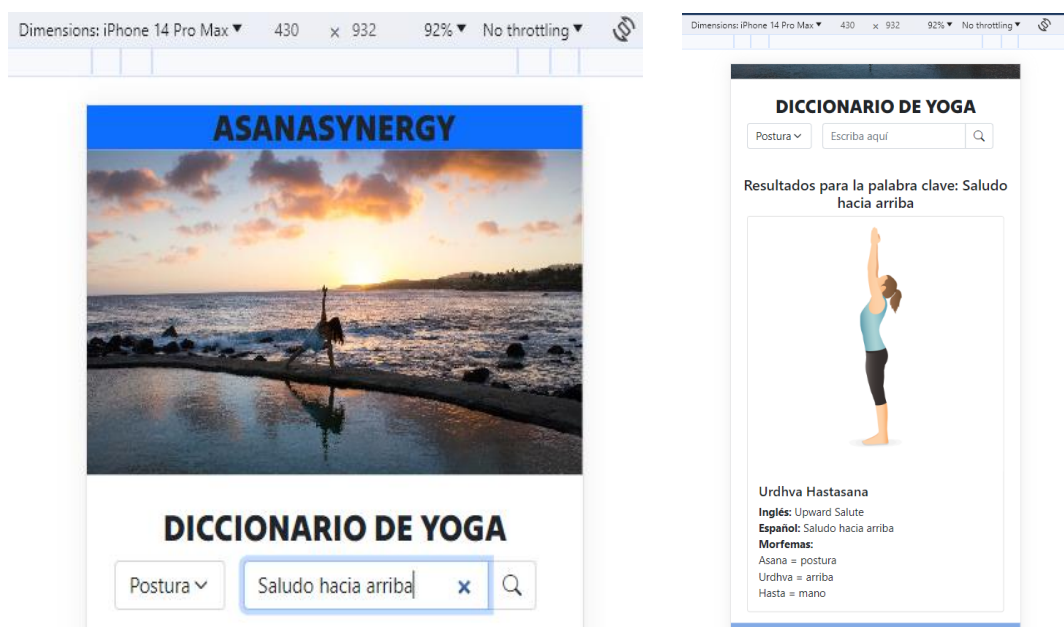 Dimensions: iPhone 14 Pro Max ▼ 430 × 932 92% ▼ No throttling ▼
ASANASYNERGY
DICCIONARIO DE YOGA
Postura Saludo hacia arriba ×
Dimensions: iPhone 14 Pro Max ▼ 430 × 932 92% ▼ No throttling ▼
DICCIONARIO DE YOGA
Postura Escriba aquí
Resultados para la palabra clave: Saludo
hacia arriba
Urdhva Hastasana
Inglés: Upward Salute
Español: Saludo hacia arriba
Morfemas:
Asana = postura
Urdhva = arriba
Hasta = mano